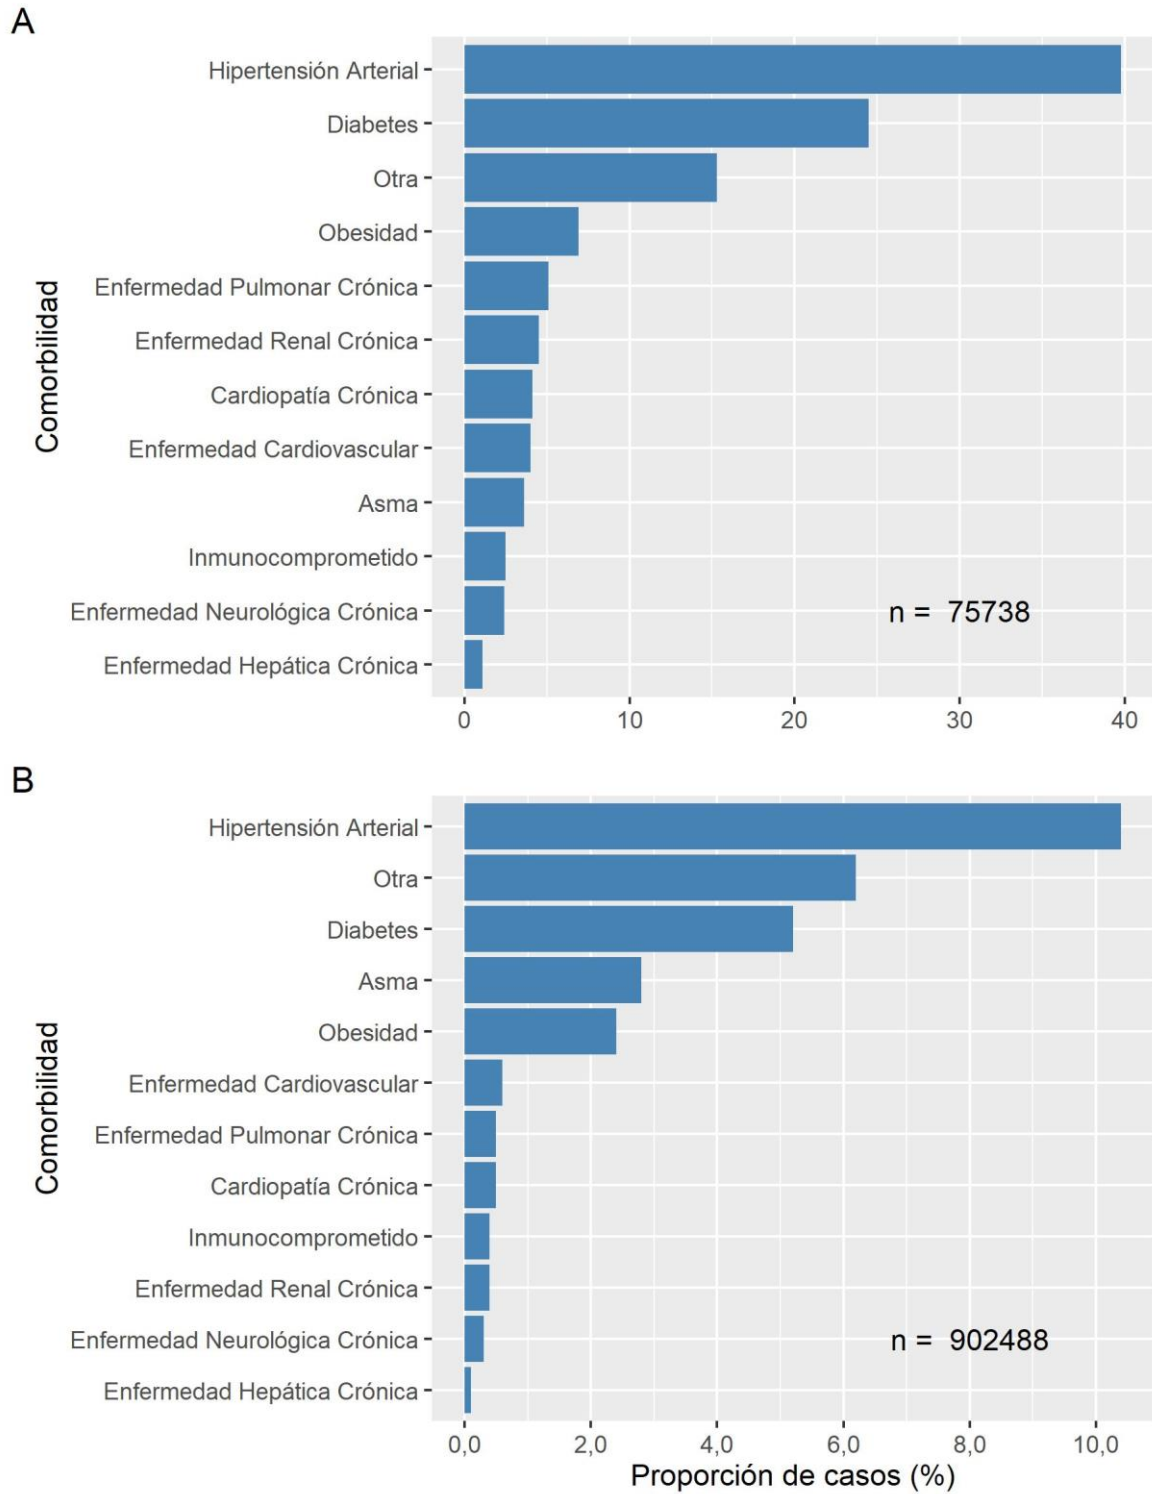 A
Hipertensión Arterial
Diabetes
Otra
Obesidad
Enfermedad Pulmonar Crónica
Enfermedad Renal Crónica
Cardiopatía Crónica
Enfermedad Cardiovascular
Asma
Inmunocomprometido
Enfermedad Neurológica Crónica
Enfermedad Hepática Crónica
Comorbilidad
n = 75738
0 10 20 30 40
B
Hipertensión Arterial
Otra
Diabetes
Asma
Obesidad
Enfermedad Cardiovascular
Enfermedad Pulmonar Crónica
Cardiopatía Crónica
Inmunocomprometido
Enfermedad Renal Crónica
Enfermedad Neurológica Crónica
Enfermedad Hepática Crónica
Comorbilidad
n = 902488
0,0 2,0 4,0 6,0 8,0 10,0
Proporción de casos (%)